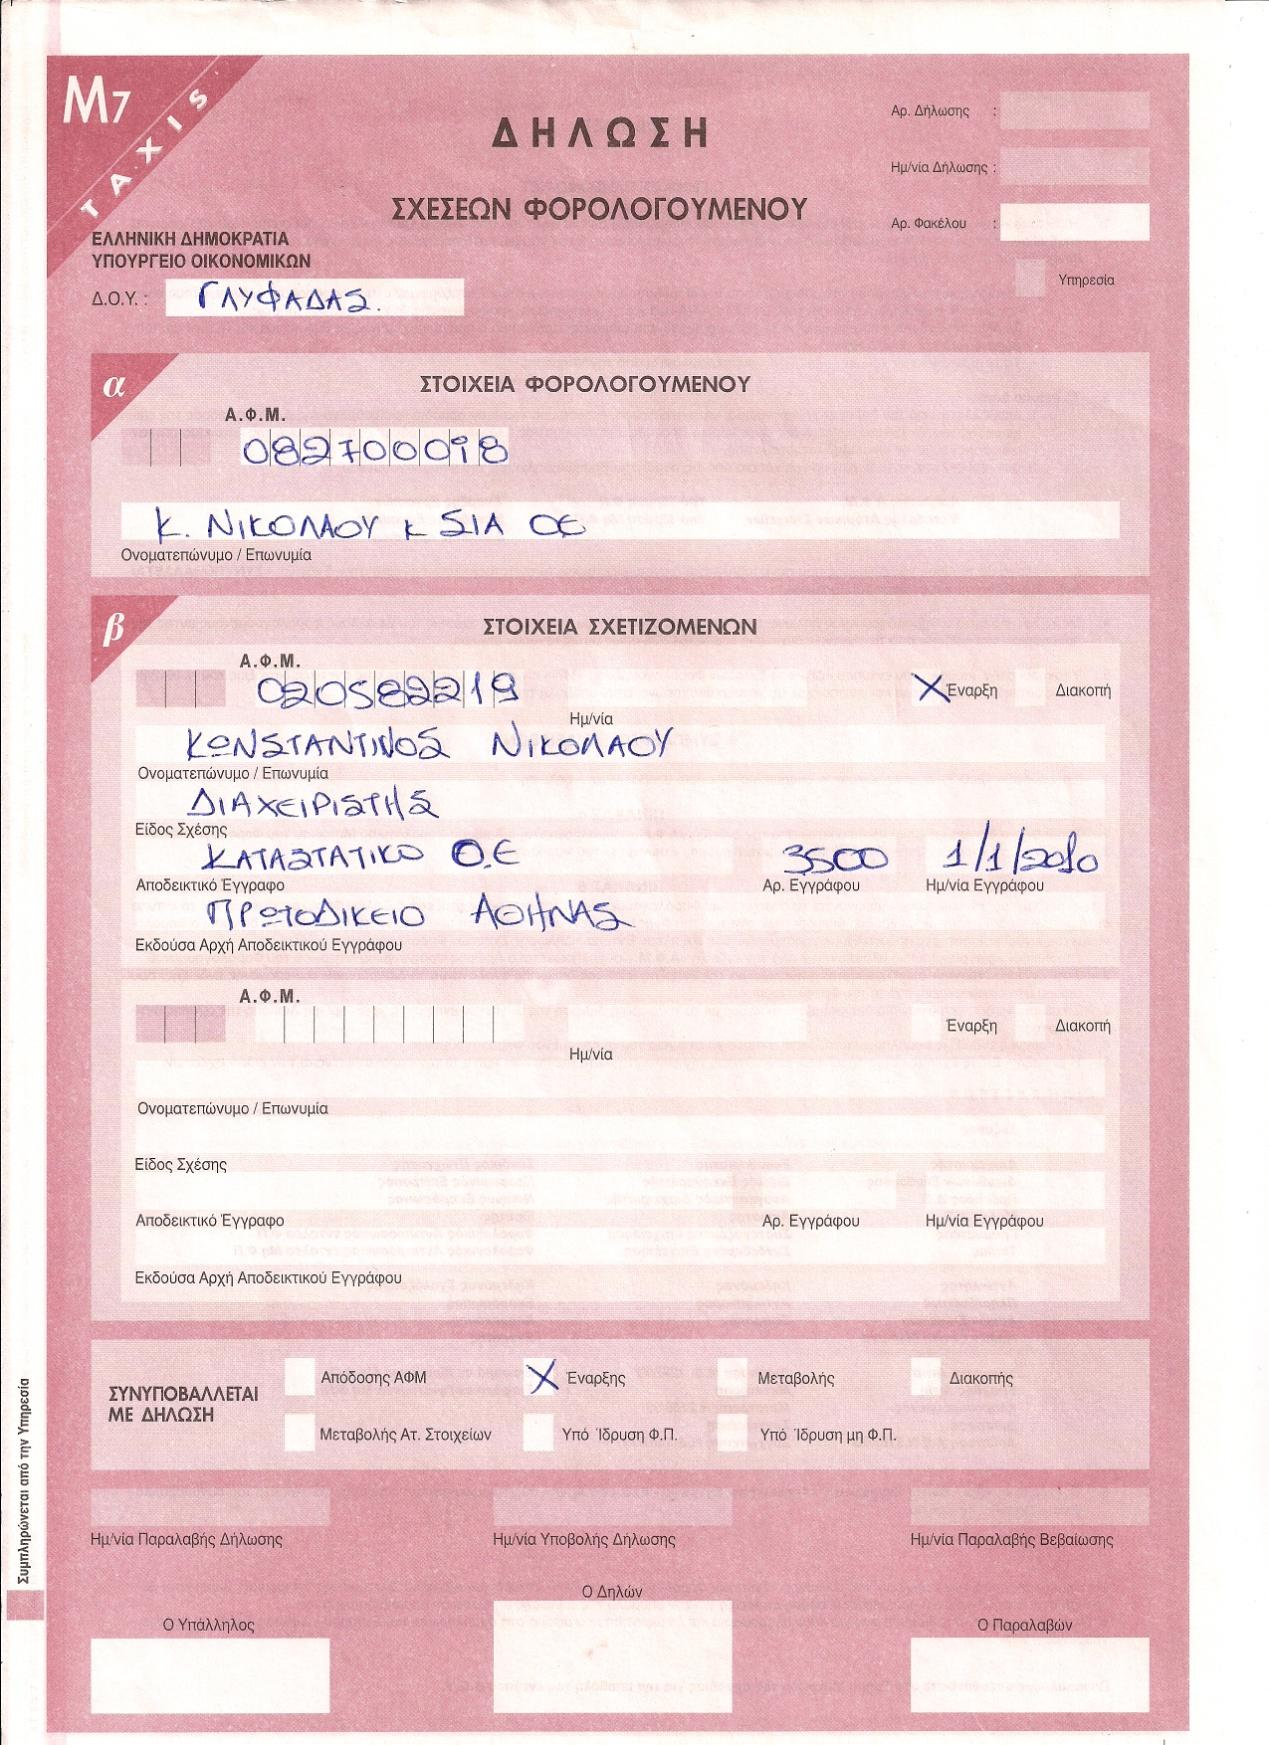 M7
TAXIS
ΔΗΛΩΣΗ
ΣΧΕΣΕΩΝ ΦΟΡΟΛΟΓΟΥΜΕΝΟΥ
Αρ. Δήλωσης :
Ημ/νία Δήλωσης :
Αρ. Φακέλου :
Υπηρεσία
ΕΛΛΗΝΙΚΗ ΔΗΜΟΚΡΑΤΙΑ
ΥΠΟΥΡΓΕΙΟ ΟΙΚΟΝΟΜΙΚΩΝ
Δ.Ο.Υ. : ΓΛΥΦΑΔΑΣ.
α
ΣΤΟΙΧΕΙΑ ΦΟΡΟΛΟΓΟΥΜΕΝΟΥ
Α.Φ.Μ.
082700098
Κ. ΝΙΚΟΛΑΟΥ κ ΣΙΑ ΟΕ
Ονοματεπώνυμο / Επωνυμία
β
ΣΤΟΙΧΕΙΑ ΣΧΕΤΙΖΟΜΕΝΩΝ
Α.Φ.Μ.
020582219 X Έναρξη Διακοπή
Ημ/νία
ΚΩΝΣΤΑΝΤΙΝΟΣ ΝΙΚΟΛΑΟΥ
Ονοματεπώνυμο / Επωνυμία
ΔΙΑΧΕΙΡΙΣΤΗΣ
Είδος Σχέσης
ΚΑΤΑΣΤΑΤΙΚΟ Ο.Ε 3500 1/1/2010
Αποδεικτικό Έγγραφο Αρ. Εγγράφου Ημ/νία Εγγράφου
ΠΡΩΤΟΔΙΚΕΙΟ ΑΘΗΝΑΣ
Εκδούσα Αρχή Αποδεικτικού Εγγράφου
Α.Φ.Μ.
Έναρξη Διακοπή
Ημ/νία
Ονοματεπώνυμο / Επωνυμία
Είδος Σχέσης
Αποδεικτικό Έγγραφο Αρ. Εγγράφου Ημ/νία Εγγράφου
Εκδούσα Αρχή Αποδεικτικού Εγγράφου
ΣΥΝΥΠΟΒΑΛΛΕΤΑΙ
ΜΕ ΔΗΛΩΣΗ
Απόδοσης ΑΦΜ X Έναρξης Μεταβολής Διακοπής
Μεταβολής Ατ. Στοιχείων Υπό Ίδρυση Φ.Π. Υπό Ίδρυση μη Φ.Π.
Ημ/νία Παραλαβής Δήλωσης Ημ/νία Υποβολής Δήλωσης Ημ/νία Παραλαβής Βεβαίωσης
Ο Υπάλληλος Ο Δηλών Ο Παραλαβών
Συμπληρώνεται από την Υπηρεσία